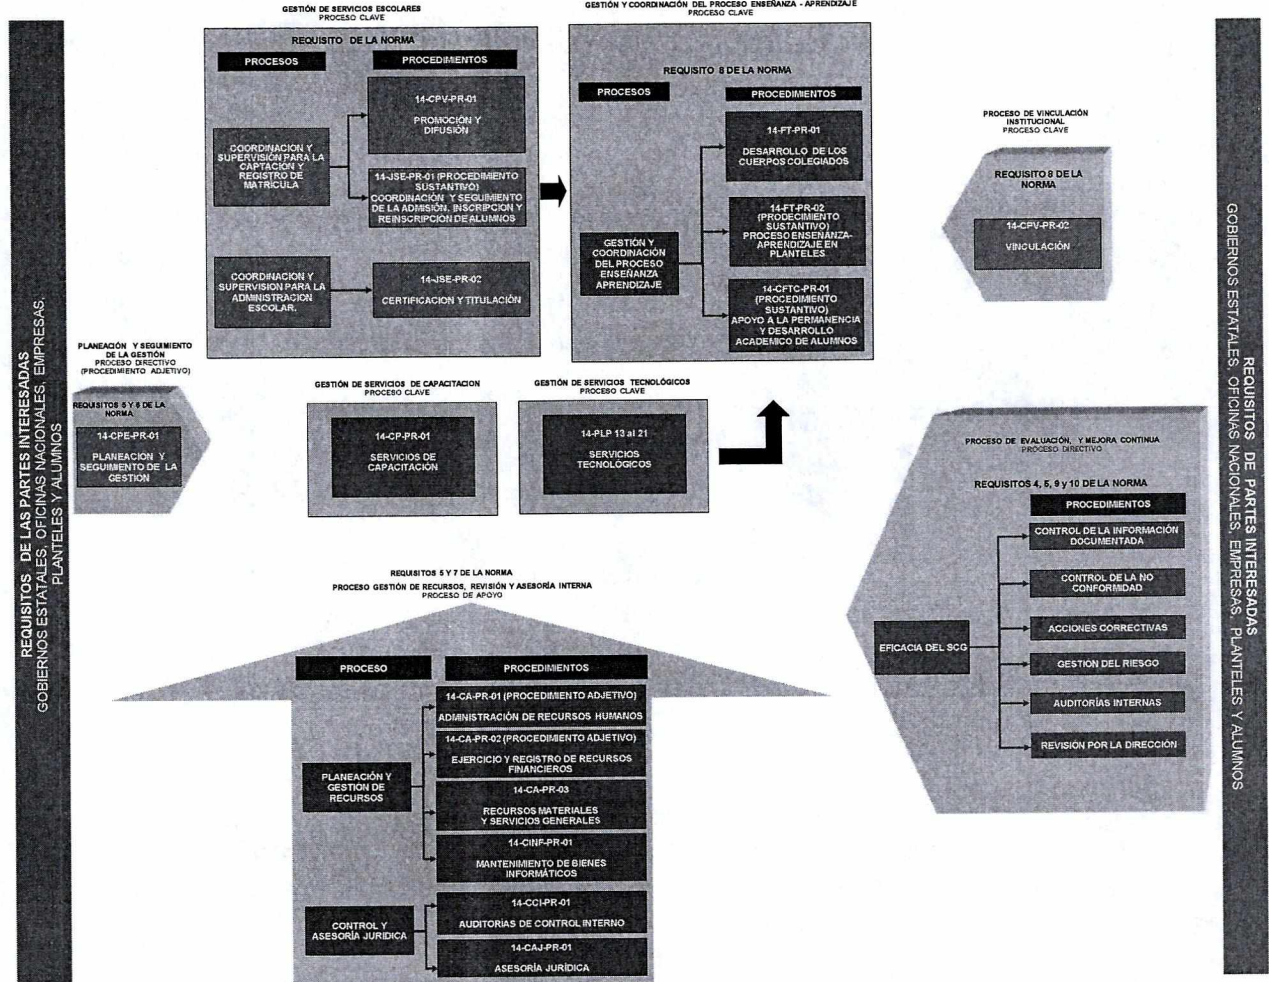 REQUISITOS DE LAS PARTES INTERESADAS
GOBIERNOS ESTATALES, OFICINAS NACIONALES, EMPRESAS,
PLANTELES Y ALUMNOS
GESTIÓN DE SERVICIOS ESCOLARES
PROCESO CLAVE
REQUISITO DE LA NORMA
PROCESOS
PROCEDIMIENTOS
COORDINACION Y
SUPERVISIÓN PARA LA
CAPTACIÓN Y
REGISTRO DE
MATRÍCULA
14-CPV-PR-01
PROMOCIÓN Y
DIFUSIÓN
14-JSE-PR-01 (PROCEDIMIENTO
SUSTANTIVO)
COORDINACIÓN Y SEGUIMIENTO
DE LA ADMISIÓN, INSCRIPCION Y
REINSCRIPCIÓN DE ALUMNOS
COORDINACION Y
SUPERVISION PARA LA
ADMINISTRACION
ESCOLAR.
14-JSE-PR-02
CERTIFICACION Y TITULACIÓN
GESTIÓN Y COORDINACIÓN DEL PROCESO ENSEÑANZA - APRENDIZAJE
PROCESO CLAVE
REQUISITO 8 DE LA NORMA
PROCESOS
PROCEDIMIENTOS
GESTIÓN Y
COORDINACIÓN
DEL PROCESO
ENSEÑANZA
APRENDIZAJE
14-FT-PR-01
DESARROLLO DE LOS
CUERPOS COLEGIADOS
14-FT-PR-02
(PRODECIMIENTO
SUSTANTIVO)
PROCESO ENSEÑANZA-
APRENDIZAJE EN
PLANTELES
14-CFTC-PR-01
(PROCEDIMIENTO
SUSTANTIVO)
APOYO A LA PERMANENCIA
Y DESARROLLO
ACADEMICO DE ALUMNOS
PROCESO DE VINCULACIÓN
INSTITUCIONAL
PROCESO CLAVE
REQUISITO 8 DE LA
NORMA
14-CPV-PR-02
VINCULACIÓN
PLANEACIÓN Y SEGUIMIENTO
DE LA GESTIÓN
PROCESO DIRECTIVO
(PROCEDIMIENTO ADJETIVO)
REQUISITOS 5 Y 6 DE LA
NORMA
14-CPE-PR-01
PLANEACIÓN Y
SEGUIMIENTO DE LA
GESTIÓN
GESTIÓN DE SERVICIOS DE CAPACITACION
PROCESO CLAVE
14-CP-PR-01
SERVICIOS DE
CAPACITACIÓN
GESTIÓN DE SERVICIOS TECNOLÓGICOS
PROCESO CLAVE
14-PLP 13 al 21
SERVICIOS
TECNOLÓGICOS
PROCESO DE EVALUACIÓN, Y MEJORA CONTINUA
PROCESO DIRECTIVO
REQUISITOS 4, 5, 9 y 10 DE LA NORMA
PROCEDIMIENTOS
EFICACIA DEL SCG
CONTROL DE LA INFORMACIÓN
DOCUMENTADA
CONTROL DE LA NO
CONFORMIDAD
ACCIONES CORRECTIVAS
GESTIÓN DEL RIESGO
AUDITORÍAS INTERNAS
REVISIÓN POR LA DIRECCIÓN
REQUISITOS 5 Y 7 DE LA NORMA
PROCESO GESTIÓN DE RECURSOS, REVISIÓN Y ASESORÍA INTERNA
PROCESO DE APOYO
PROCESO
PROCEDIMIENTOS
PLANEACIÓN Y
GESTIÓN DE
RECURSOS
14-CA-PR-01 (PROCEDIMIENTO ADJETIVO)
ADMINISTRACIÓN DE RECURSOS HUMANOS
14-CA-PR-02 (PROCEDIMIENTO ADJETIVO)
EJERCICIO Y REGISTRO DE RECURSOS
FINANCIEROS
14-CA-PR-03
RECURSOS MATERIALES
Y SERVICIOS GENERALES
14-CINF-PR-01
MANTENIMIENTO DE BIENES
INFORMÁTICOS
CONTROL Y
ASESORÍA JURIDICA
14-CCI-PR-01
AUDITORÍAS DE CONTROL INTERNO
14-CAJ-PR-01
ASESORÍA JURÍDICA
REQUISITOS DE PARTES INTERESADAS
GOBIERNOS ESTATALES, OFICINAS NACIONALES, EMPRESAS, PLANTELES Y ALUMNOS